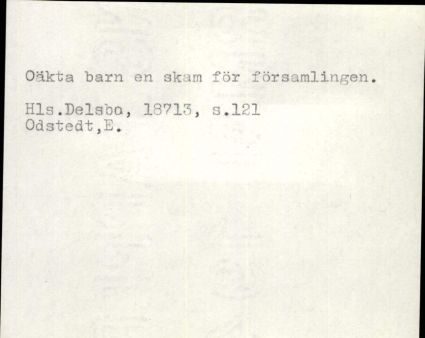 Oäkta barn en skam för församlingen.
Hls.Delsbo, 18713, s.121
Odstedt,E.